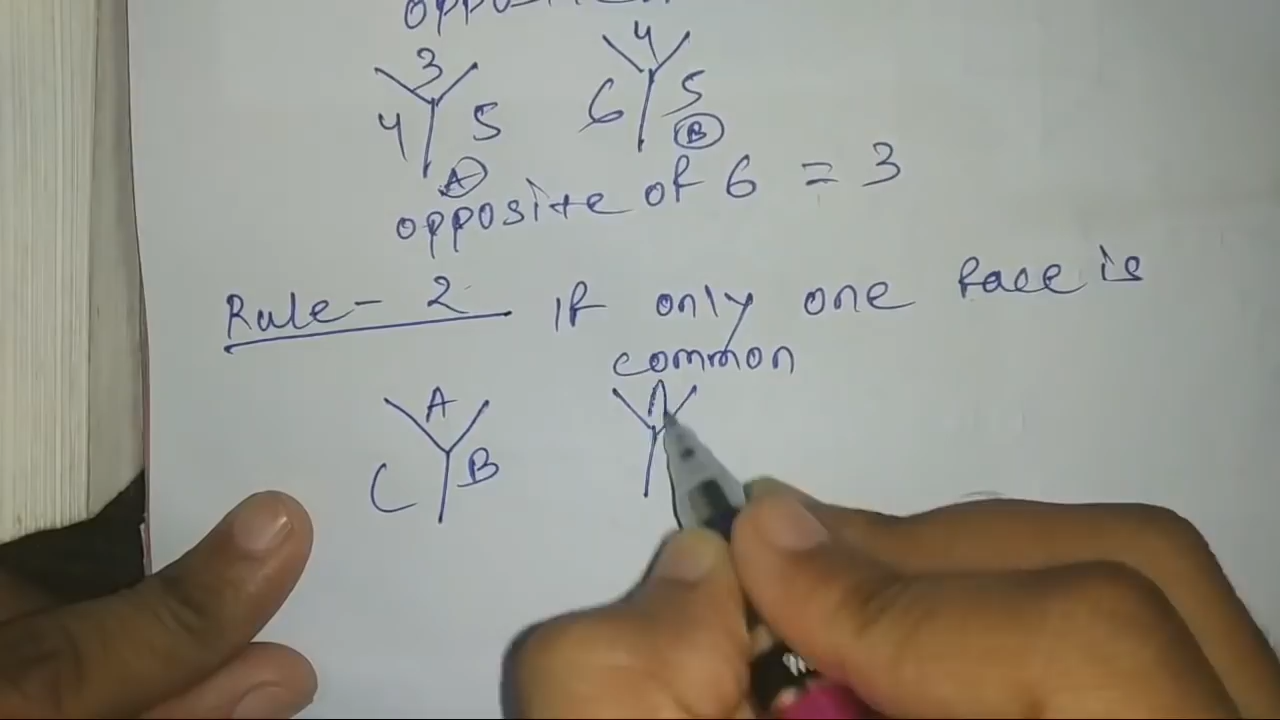 3 4
4 5 6 5
A B
opposite of 6 = 3
Rule - 2 If only one face is
common
A A
C B